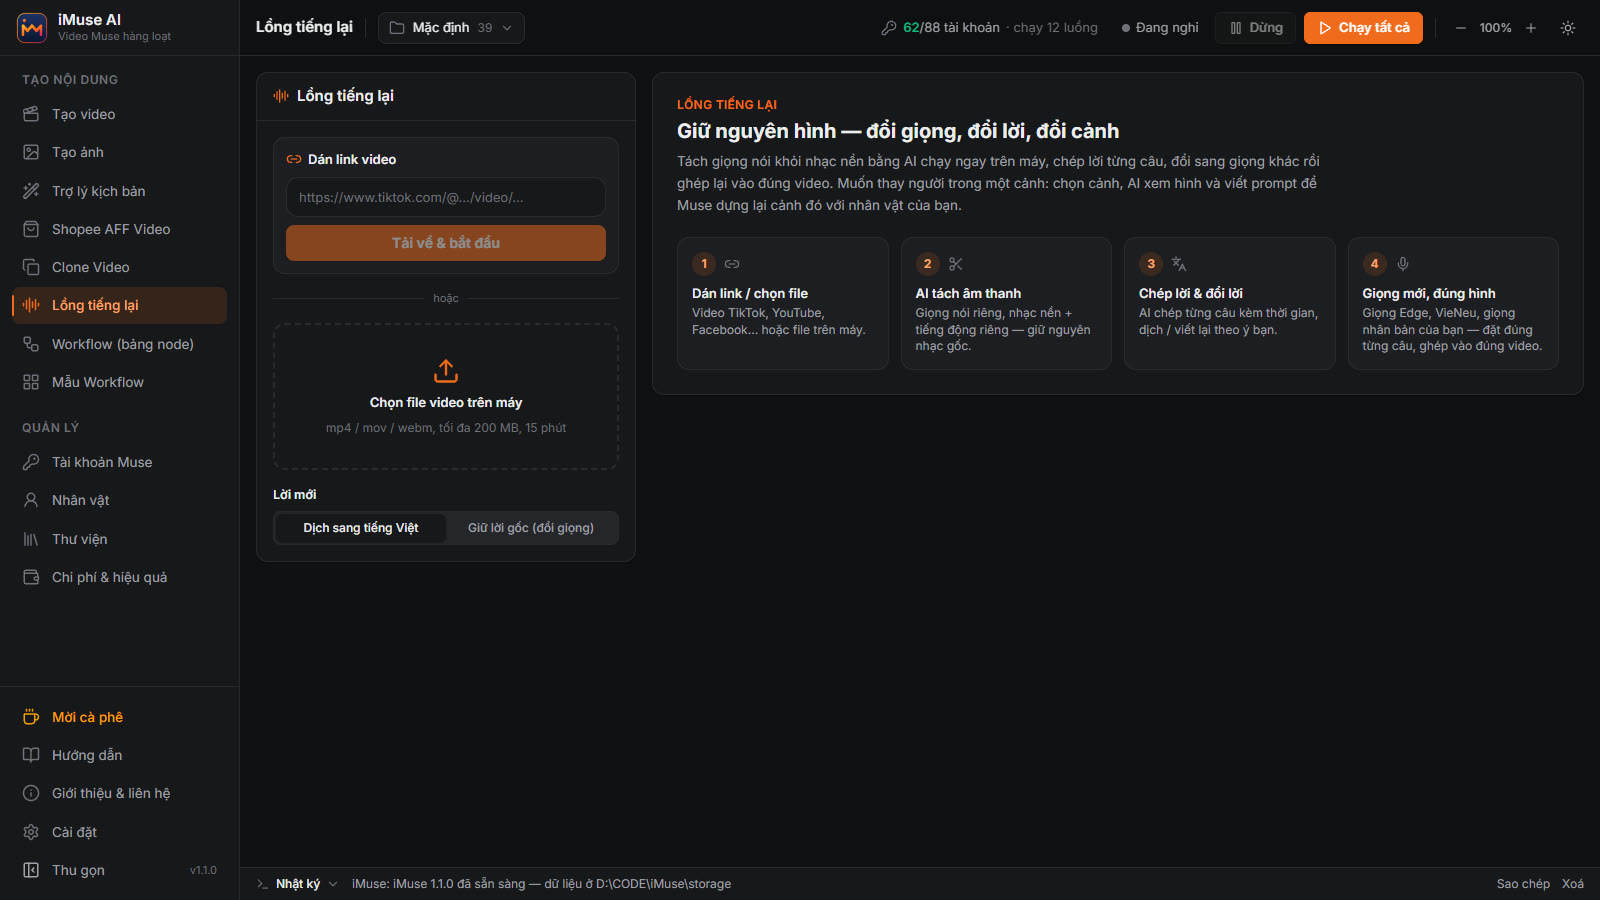 iMuse AI
Video Muse hàng loạt
TẠO NỘI DUNG
Tạo video
Tạo ảnh
Trợ lý kịch bản
Shopee AFF Video
Clone Video
Lồng tiếng lại
Workflow (bảng node)
Mẫu Workflow
QUẢN LÝ
Tài khoản Muse
Nhân vật
Thư viện
Chi phí & hiệu quả
Mời cà phê
Hướng dẫn
Giới thiệu & liên hệ
Cài đặt
Thu gọn v1.1.0
Lồng tiếng lại Mặc định 39 62/88 tài khoản · chạy 12 luồng Đang nghỉ Dừng Chạy tất cả 100%
Lồng tiếng lại
Dán link video
https://www.tiktok.com/@.../video/...
Tải về & bắt đầu
hoặc
Chọn file video trên máy
mp4 / mov / webm, tối đa 200 MB, 15 phút
Lời mới
Dịch sang tiếng Việt Giữ lời gốc (đổi giọng)
LỒNG TIẾNG LẠI
Giữ nguyên hình — đổi giọng, đổi lời, đổi cảnh
Tách giọng nói khỏi nhạc nền bằng AI chạy ngay trên máy, chép lời từng câu, đổi sang giọng khác rồi
ghép lại vào đúng video. Muốn thay người trong một cảnh: chọn cảnh, AI xem hình và viết prompt để
Muse dựng lại cảnh đó với nhân vật của bạn.
1
Dán link / chọn file
Video TikTok, YouTube,
Facebook... hoặc file trên máy.
2
AI tách âm thanh
Giọng nói riêng, nhạc nền +
tiếng động riêng — giữ nguyên
nhạc gốc.
3
Chép lời & đổi lời
AI chép từng câu kèm thời gian,
dịch / viết lại theo ý bạn.
4
Giọng mới, đúng hình
Giọng Edge, VieNeu, giọng
nhân bản của bạn — đặt đúng
từng câu, ghép vào đúng video.
Nhật ký iMuse: iMuse 1.1.0 đã sẵn sàng — dữ liệu ở D:\CODE\iMuse\storage Sao chép Xoá